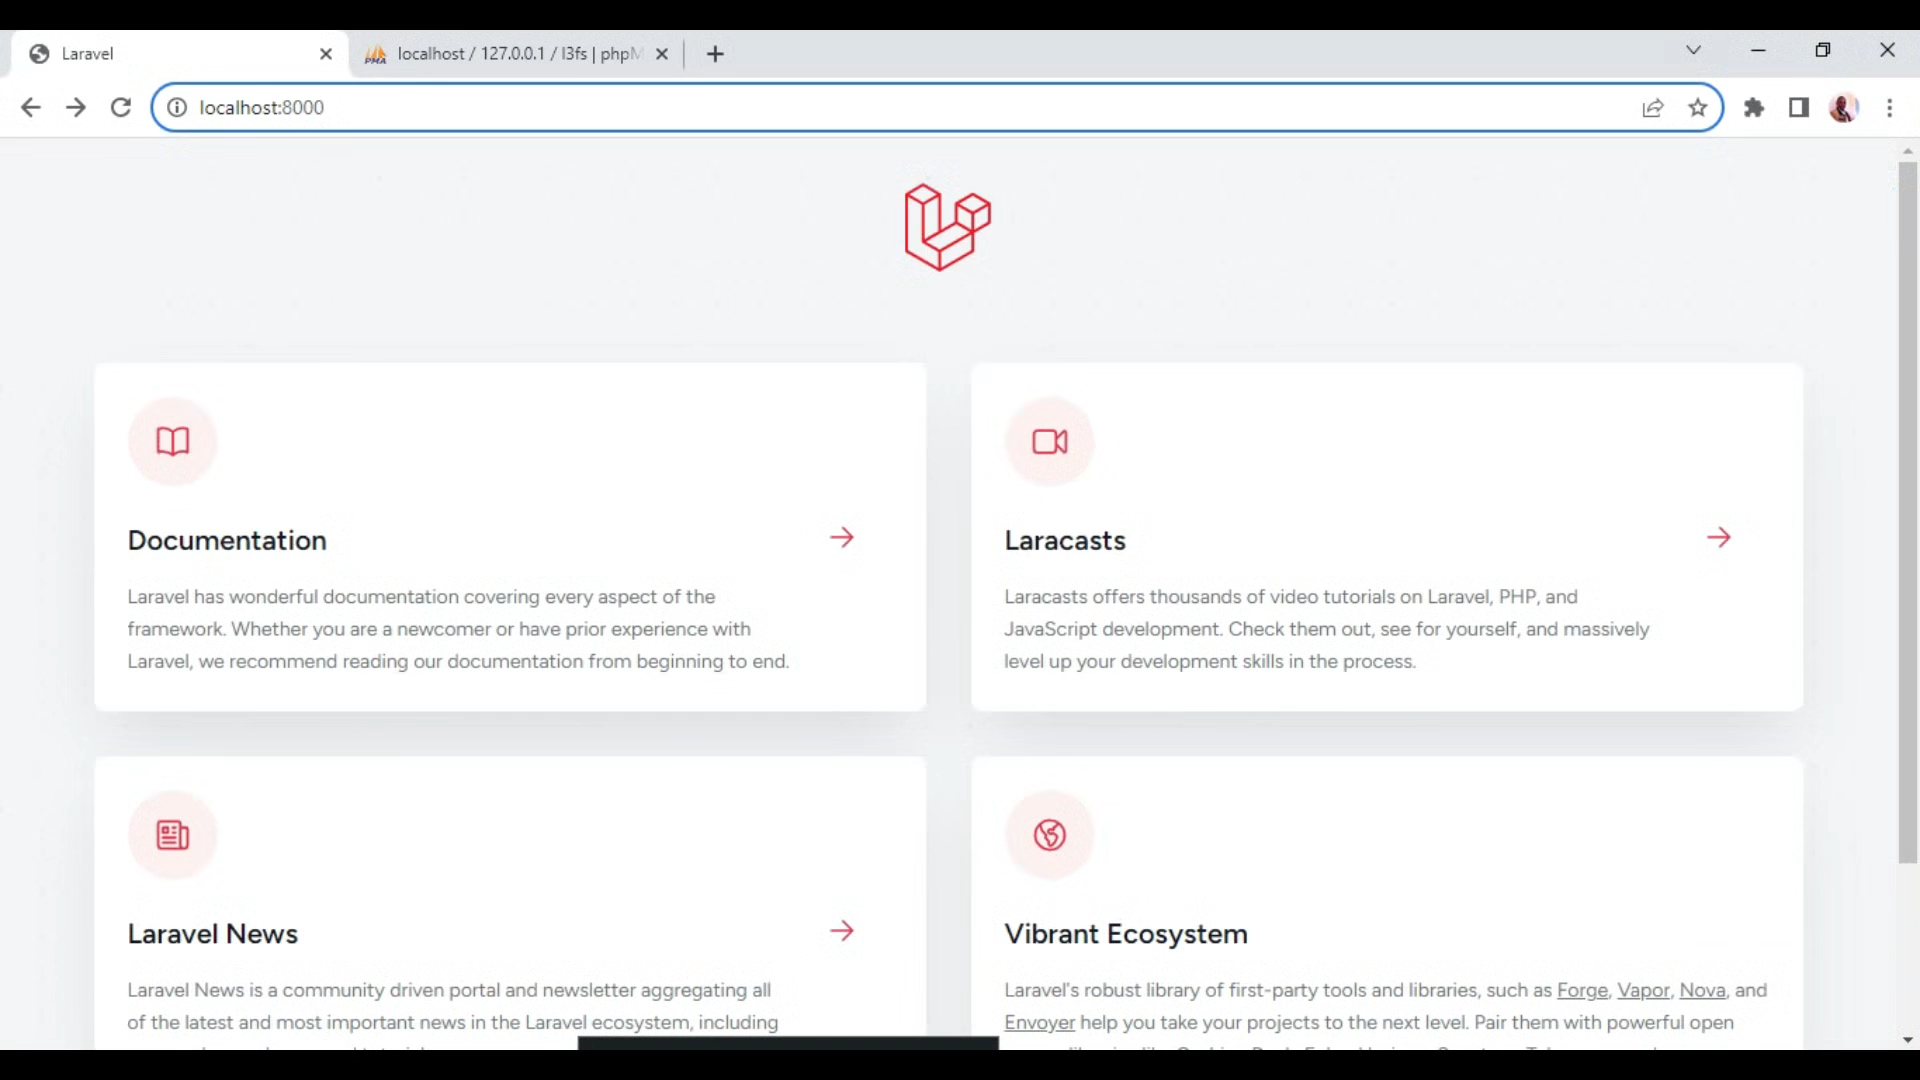 Laravel
localhost / 127.0.0.1 / l3fs | phpM
localhost:8000
Documentation
Laravel has wonderful documentation covering every aspect of the
framework. Whether you are a newcomer or have prior experience with
Laravel, we recommend reading our documentation from beginning to end.
Laracasts
Laracasts offers thousands of video tutorials on Laravel, PHP, and
JavaScript development. Check them out, see for yourself, and massively
level up your development skills in the process.
Laravel News
Laravel News is a community driven portal and newsletter aggregating all
of the latest and most important news in the Laravel ecosystem, including
Vibrant Ecosystem
Laravel's robust library of first-party tools and libraries, such as Forge, Vapor, Nova, and
Envoyer help you take your projects to the next level. Pair them with powerful open